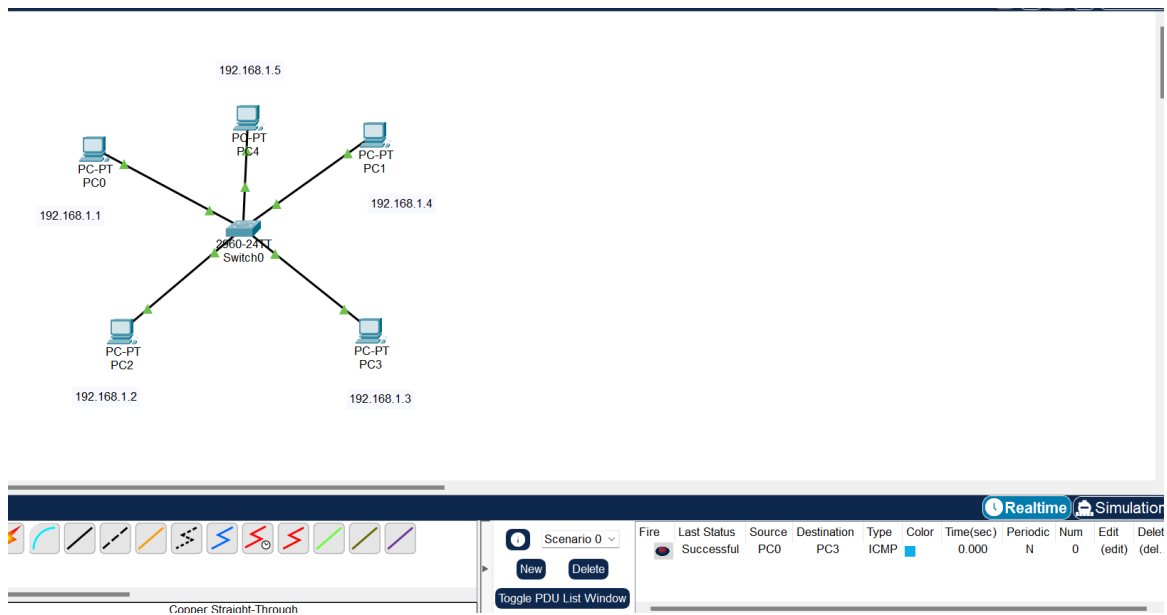 192.168.1.5
PC-PT
PC4
PC-PT
PC0
PC-PT
PC1
192.168.1.1
192.168.1.4
2960-24TT
Switch0
PC-PT
PC2
PC-PT
PC3
192.168.1.2
192.168.1.3
Realtime Simulation
Scenario 0
New Delete
Toggle PDU List Window
Fire Last Status Source Destination Type Color Time(sec) Periodic Num Edit Delet
Successful PC0 PC3 ICMP 0.000 N 0 (edit) (del..
Copper Straight-Through